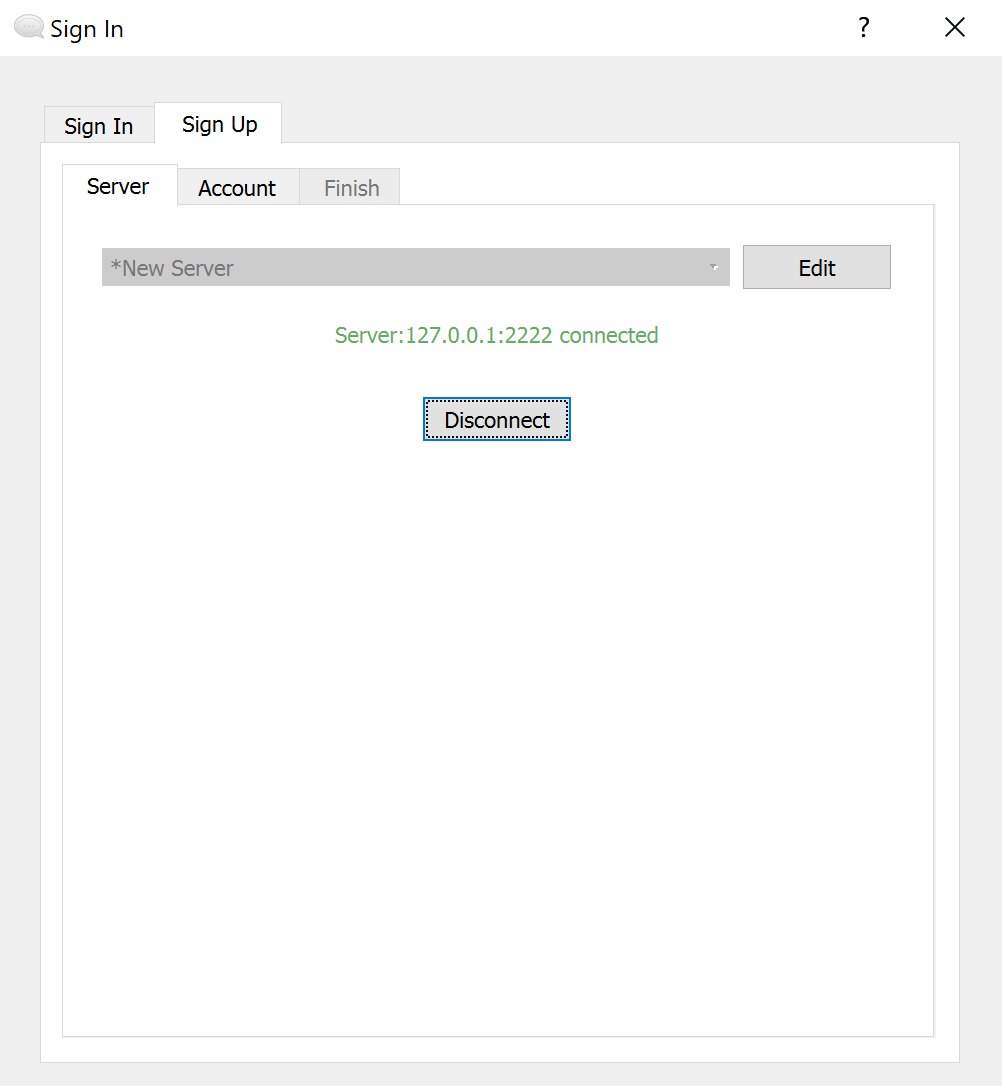 Sign In
?
Sign In
Sign Up
Server
Account
Finish
*New Server
Edit
Server:127.0.0.1:2222 connected
Disconnect